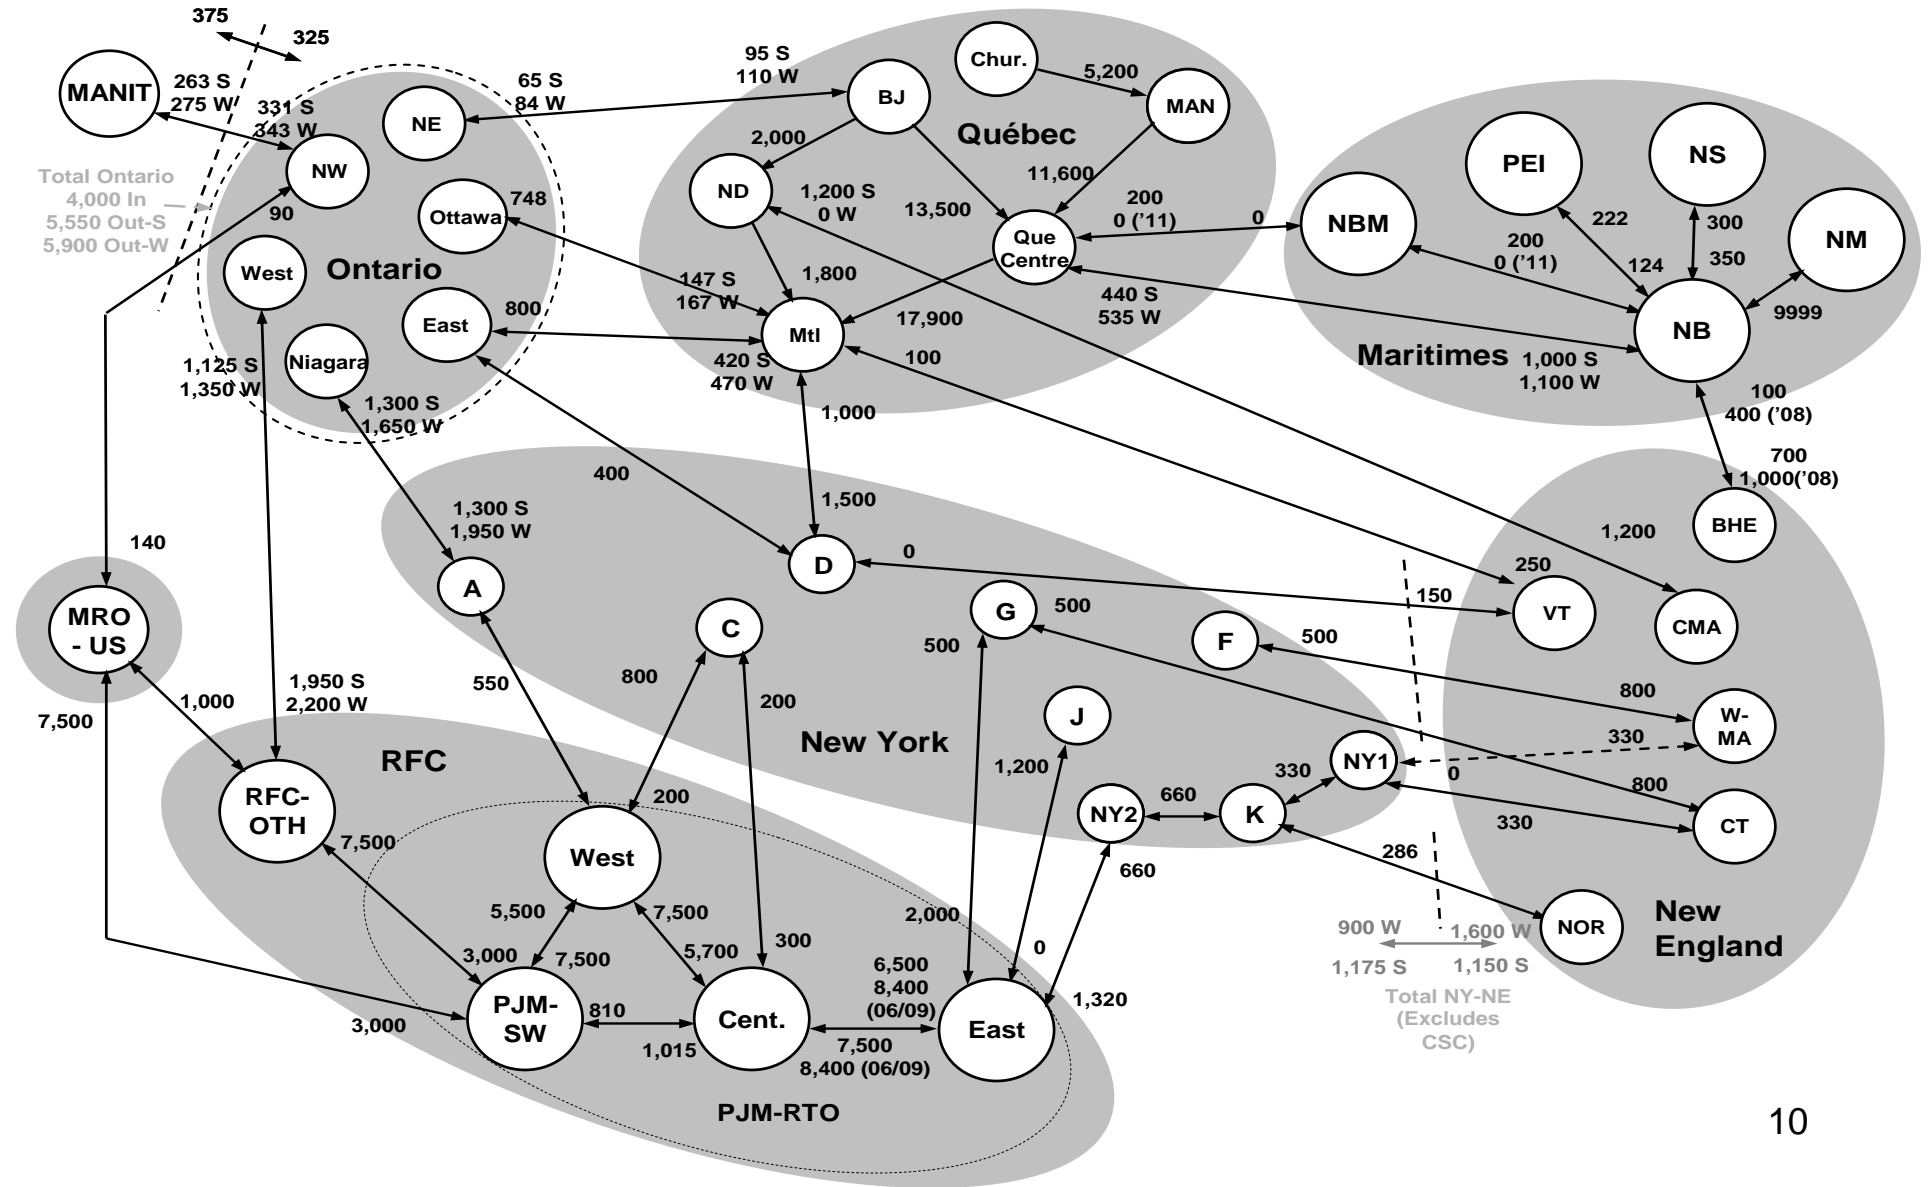 375
325
MANIT
263 S
275 W
331 S
343 W
NE
NW
65 S
84 W
95 S
110 W
BJ
Chur.
5,200
MAN
Québec
2,000
ND
1,200 S
0 W
13,500
11,600
Que
Centre
200
0 ('11)
0
NBM
PEI
NS
NM
222
300
200
0 ('11)
124
350
9999
NB
Maritimes
1,000 S
1,100 W
100
400 ('08)
700
1,000('08)
BHE
Total Ontario
4,000 In
5,550 Out-S
5,900 Out-W
90
Ottawa
748
West
Ontario
East
800
Niagara
1,125 S
1,350 W
1,300 S
1,650 W
147 S
167 W
1,800
Mtl
17,900
440 S
535 W
420 S
470 W
100
1,000
400
1,500
1,300 S
1,950 W
1,200
140
A
D
0
150
250
VT
CMA
MRO
- US
C
G
500
500
F
500
550
800
200
800
1,000
1,950 S
2,200 W
7,500
J
W-
MA
330
RFC
New York
1,200
NY1
330
0
800
RFC-
OTH
200
NY2
660
K
CT
330
7,500
West
660
286
5,500
7,500
2,000
0
NOR
New
England
3,000
7,500
5,700
300
900 W
1,600 W
1,175 S
1,150 S
6,500
8,400
(06/09)
Total NY-NE
(Excludes
CSC)
PJM-
SW
810
Cent.
East
1,320
3,000
1,015
7,500
8,400 (06/09)
PJM-RTO
10